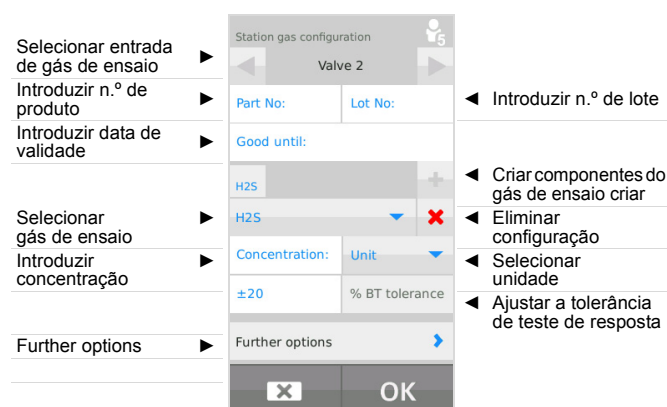 Station gas configuration
5
Selecionar entrada
de gás de ensaio
Valve 2
Introduzir n.º de
produto
Part No:
Lot No:
Introduzir n.º de lote
Introduzir data de
validade
Good until:
H2S
Criar componentes do
gás de ensaio criar
Selecionar
gás de ensaio
H2S
Eliminar
configuração
Introduzir
concentração
Concentration:
Unit
Selecionar
unidade
±20
% BT tolerance
Ajustar a tolerância
de teste de resposta
Further options
Further options
OK